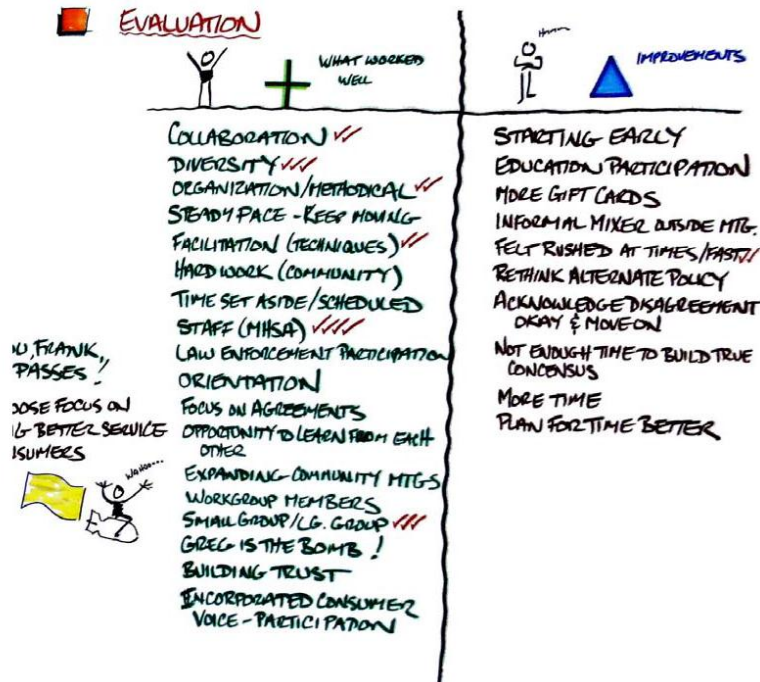 EVALUATION
WHAT WORKED
WELL
COLLABORATION
DIVERSITY
ORGANIZATION/METHODICAL
STEADY PACE - KEEP MOVING
FACILITATION (TECHNIQUES)
HARD WORK (COMMUNITY)
TIME SET ASIDE/SCHEDULED
STAFF (MHSA)
LAW ENFORCEMENT PARTICIPATION
ORIENTATION
FOCUS ON AGREEMENTS
OPPORTUNITY TO LEARN FROM EACH
OTHER
EXPANDING COMMUNITY MTGS
WORKGROUP MEMBERS
SMALL GROUP/LG. GROUP
GREG IS THE BOMB!
BUILDING TRUST
INCORPORATED CONSUMER
VOICE - PARTICIPATION
, FRANK,
PASSES!
FOCUS ON
BETTER SERVICE
WAHOO...
IMPROVEMENTS
STARTING EARLY
EDUCATION PARTICIPATION
MORE GIFT CARDS
INFORMAL MIXER OUTSIDE MTG.
FELT RUSHED AT TIMES/FAST
RETHINK ALTERNATE POLICY
ACKNOWLEDGE DISAGREEMENT
OKAY & MOVE ON
NOT ENOUGH TIME TO BUILD TRUE
CONCENSUS
MORE TIME
PLAN FOR TIME BETTER